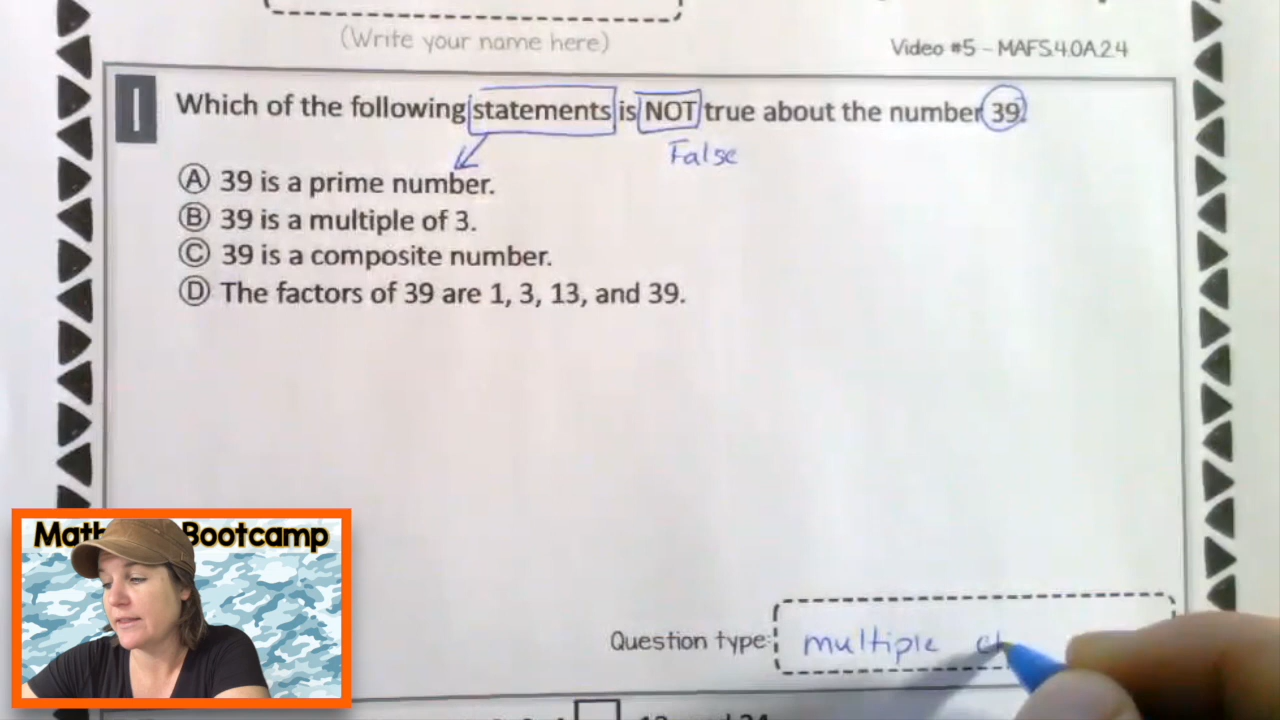 (Write your name here)
Video #5 - MAFS.4.OA.2.4
1 Which of the following statements is NOT true about the number 39.
False
Ⓐ 39 is a prime number.
Ⓑ 39 is a multiple of 3.
Ⓒ 39 is a composite number.
Ⓓ The factors of 39 are 1, 3, 13, and 39.
Math Bootcamp
Question type: multiple ch